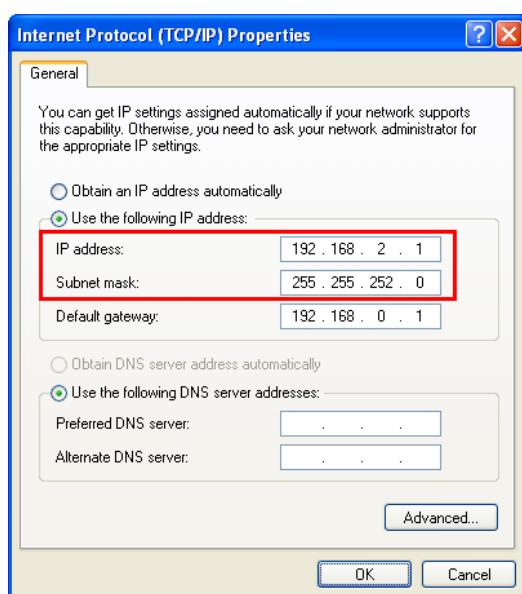 Internet Protocol (TCP/IP) Properties
General
You can get IP settings assigned automatically if your network supports
this capability. Otherwise, you need to ask your network administrator for
the appropriate IP settings.
Obtain an IP address automatically
Use the following IP address:
IP address: 192 . 168 . 2 . 1
Subnet mask: 255 . 255 . 252 . 0
Default gateway: 192 . 168 . 0 . 1
Obtain DNS server address automatically
Use the following DNS server addresses:
Preferred DNS server: . . .
Alternate DNS server: . . .
Advanced...
OK Cancel